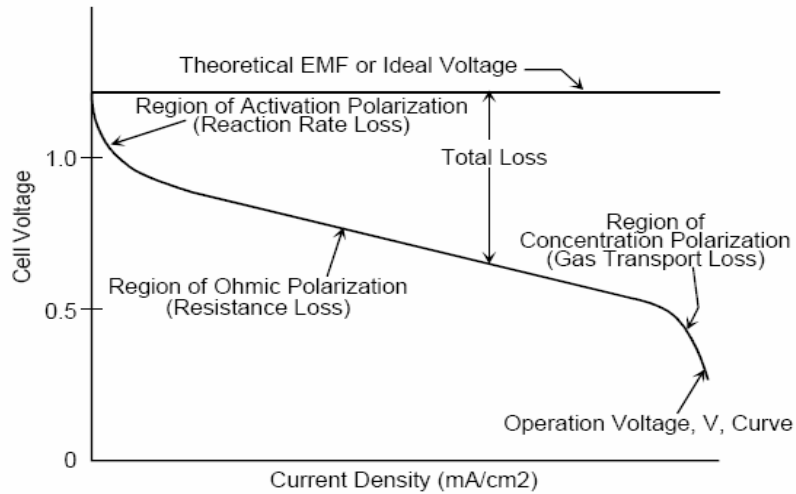 Theoretical EMF or Ideal Voltage
Region of Activation Polarization
(Reaction Rate Loss)
1.0
Total Loss
Region of
Concentration Polarization
(Gas Transport Loss)
Cell Voltage
Region of Ohmic Polarization
(Resistance Loss)
0.5
Operation Voltage, V, Curve
0
Current Density (mA/cm2)